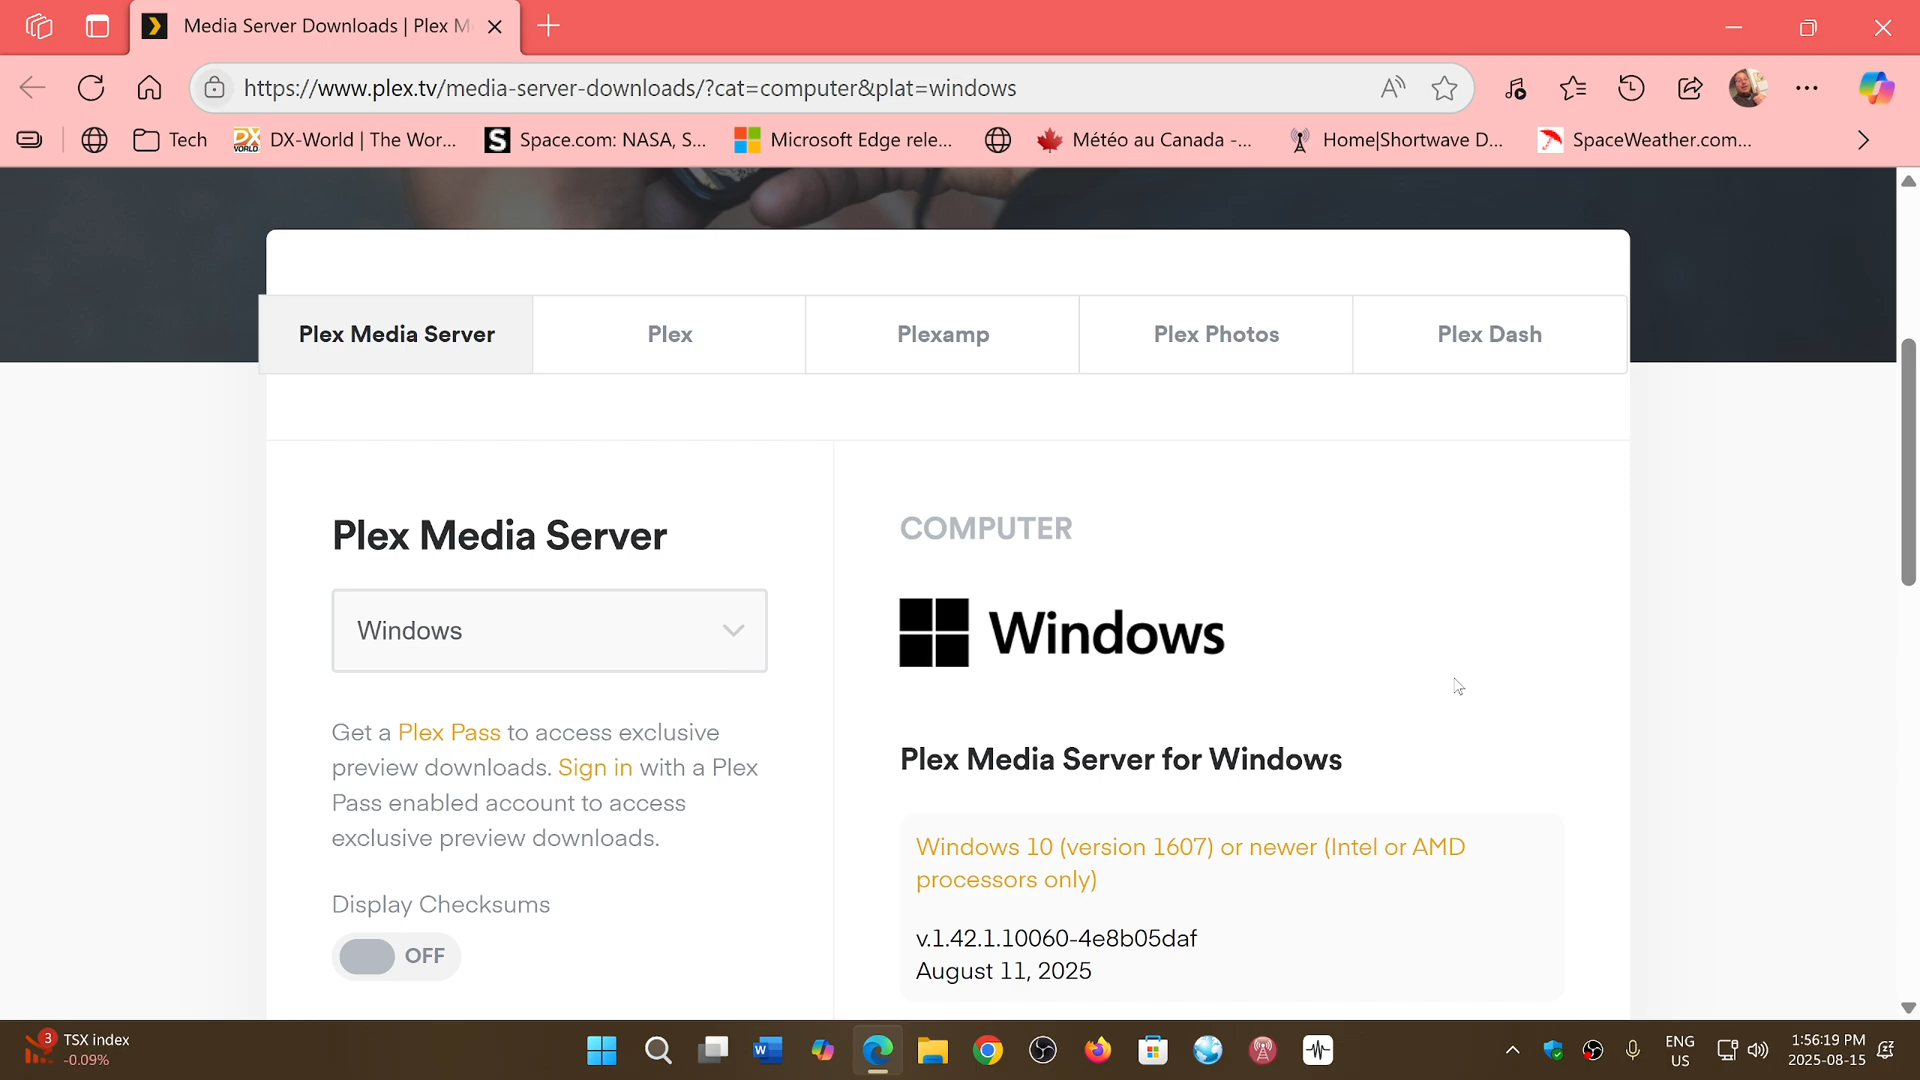 Media Server Downloads | Plex M
https://www.plex.tv/media-server-downloads/?cat=computer&plat=windows
Tech
DX-World | The Wor...
Space.com: NASA, S...
Microsoft Edge rele...
Météo au Canada -...
Home|Shortwave D...
SpaceWeather.com...
Plex Media Server
Plex
Plexamp
Plex Photos
Plex Dash
Plex Media Server
Windows
Get a Plex Pass to access exclusive
preview downloads. Sign in with a Plex
Pass enabled account to access
exclusive preview downloads.
Display Checksums
OFF
COMPUTER
Windows
Plex Media Server for Windows
Windows 10 (version 1607) or newer (Intel or AMD
processors only)
v.1.42.1.10060-4e8b05daf
August 11, 2025
3
TSX index
-0.09%
ENG
US
1:56:19 PM
2025-08-15